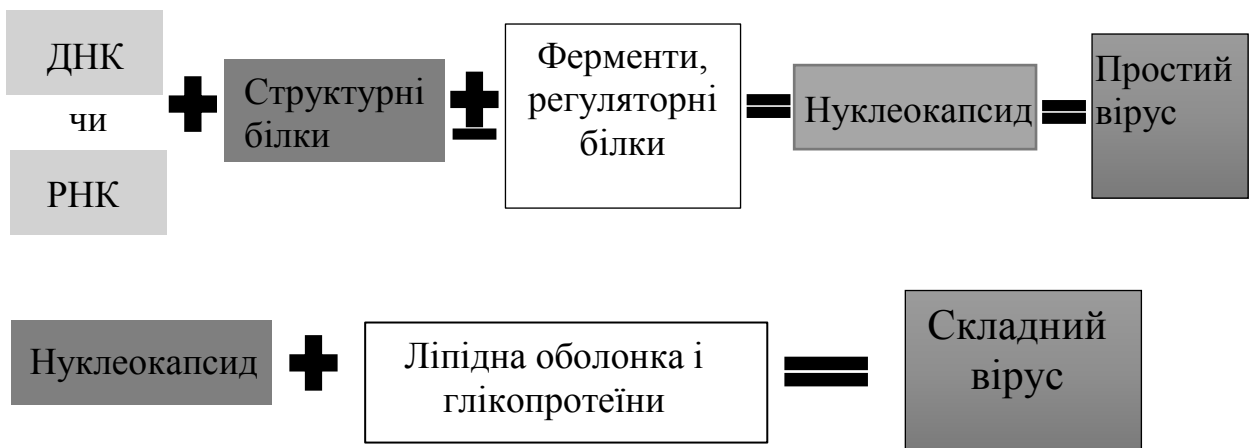 ДНК
чи
РНК
Структурні
білки
Ферменти,
регуляторні
білки
Нуклеокапсид
Простий
вірус
Нуклеокапсид
Ліпідна оболонка і
глікопротеїни
Складний
вірус